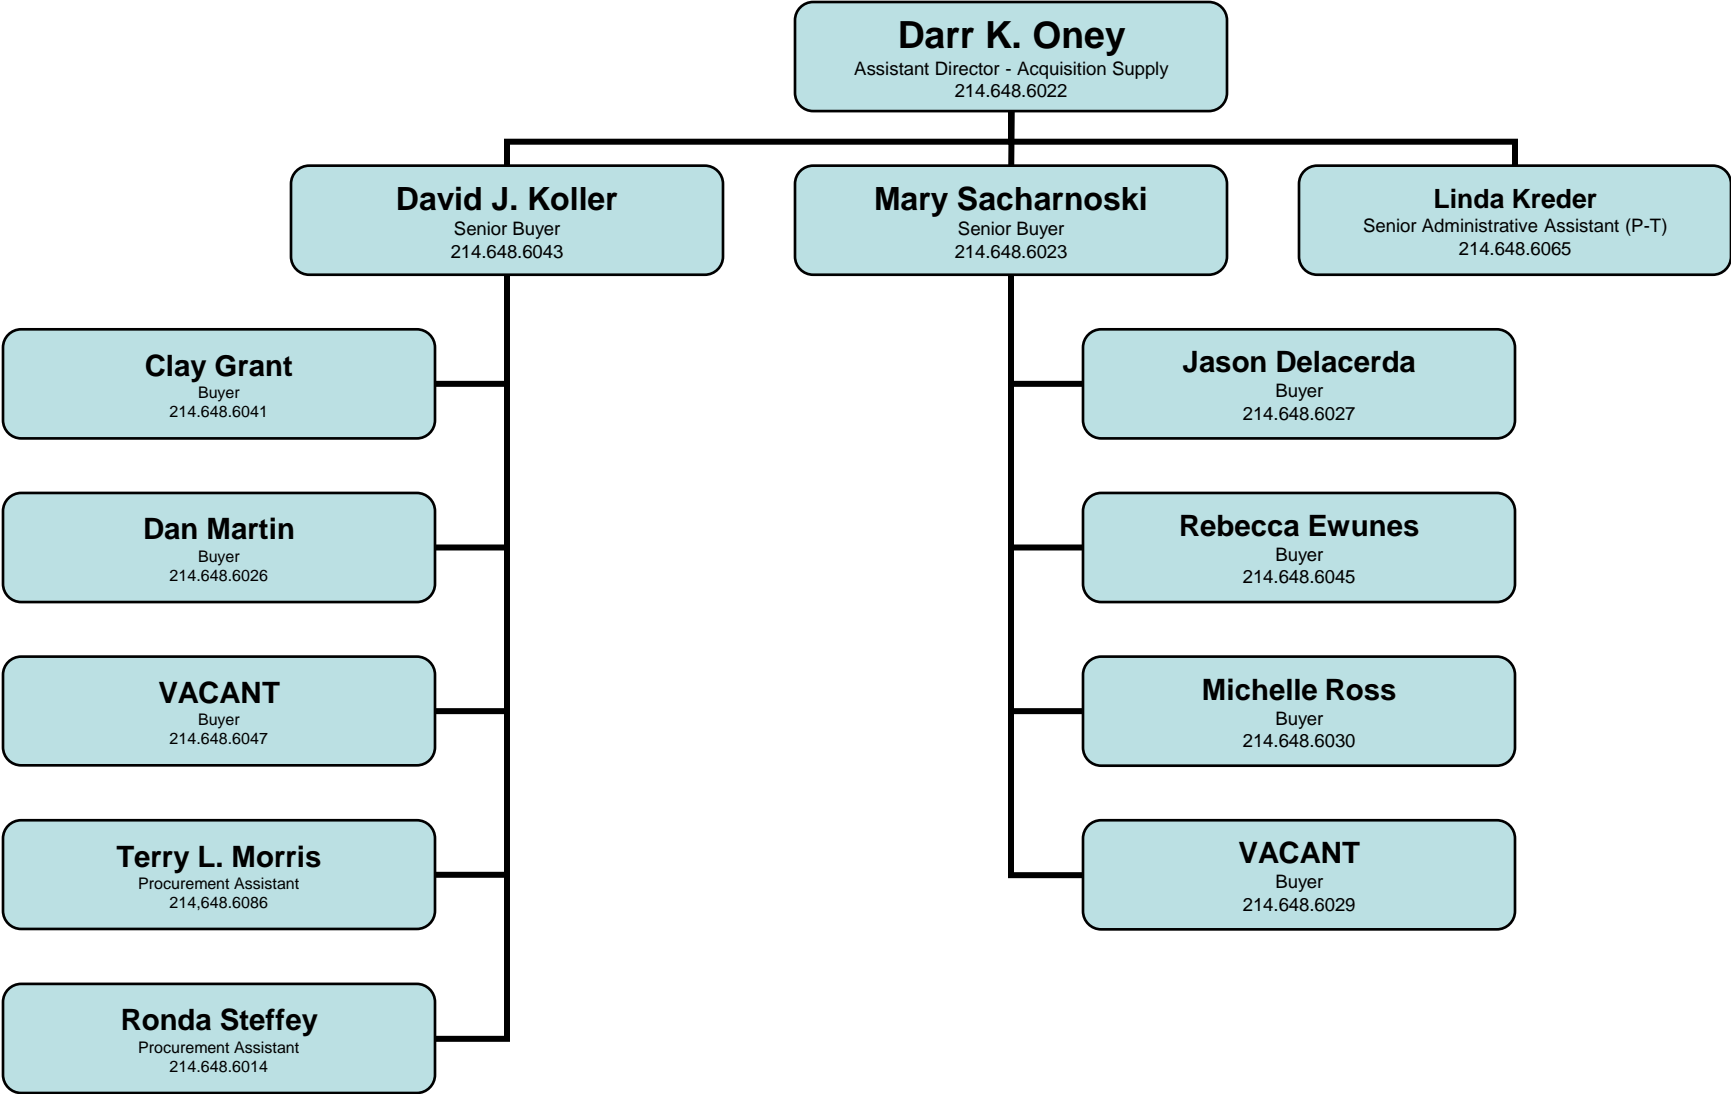 Darr K. Oney
Assistant Director - Acquisition Supply
214.648.6022
David J. Koller
Senior Buyer
214.648.6043
Mary Sacharnoski
Senior Buyer
214.648.6023
Linda Kreder
Senior Administrative Assistant (P-T)
214.648.6065
Clay Grant
Buyer
214.648.6041
Dan Martin
Buyer
214.648.6026
VACANT
Buyer
214.648.6047
Terry L. Morris
Procurement Assistant
214,648.6086
Ronda Steffey
Procurement Assistant
214.648.6014
Jason Delacerda
Buyer
214.648.6027
Rebecca Ewunes
Buyer
214.648.6045
Michelle Ross
Buyer
214.648.6030
VACANT
Buyer
214.648.6029